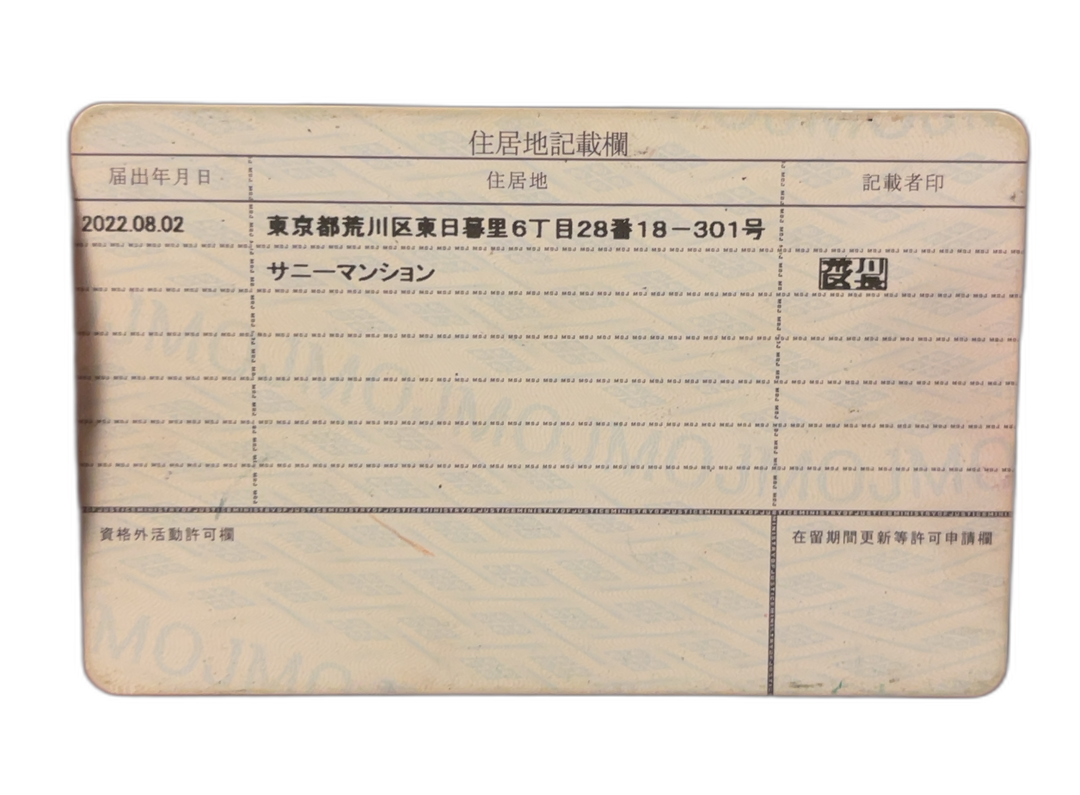 住居地記載欄
届出年月日 住居地 記載者印
2022.08.02 東京都荒川区東日暮里6丁目28番18－301号
サニーマンション
荒川区長
資格外活動許可欄 在留期間更新等許可申請欄